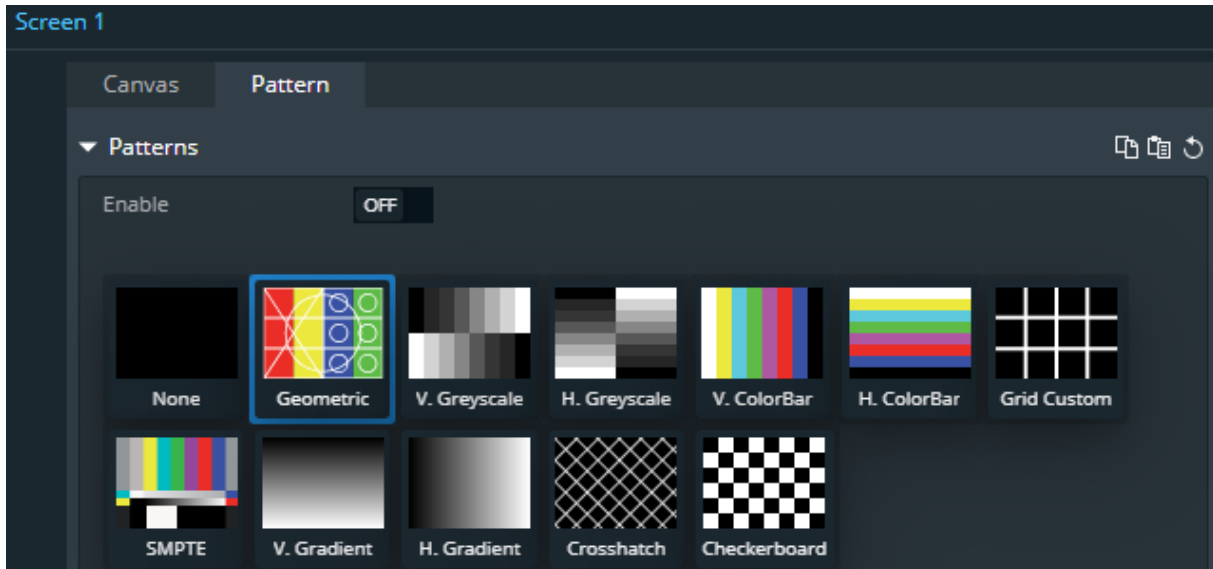 Screen 1
Canvas Pattern
Patterns
Enable OFF
None Geometric V. Greyscale H. Greyscale V. ColorBar H. ColorBar Grid Custom
SMPTE V. Gradient H. Gradient Crosshatch Checkerboard